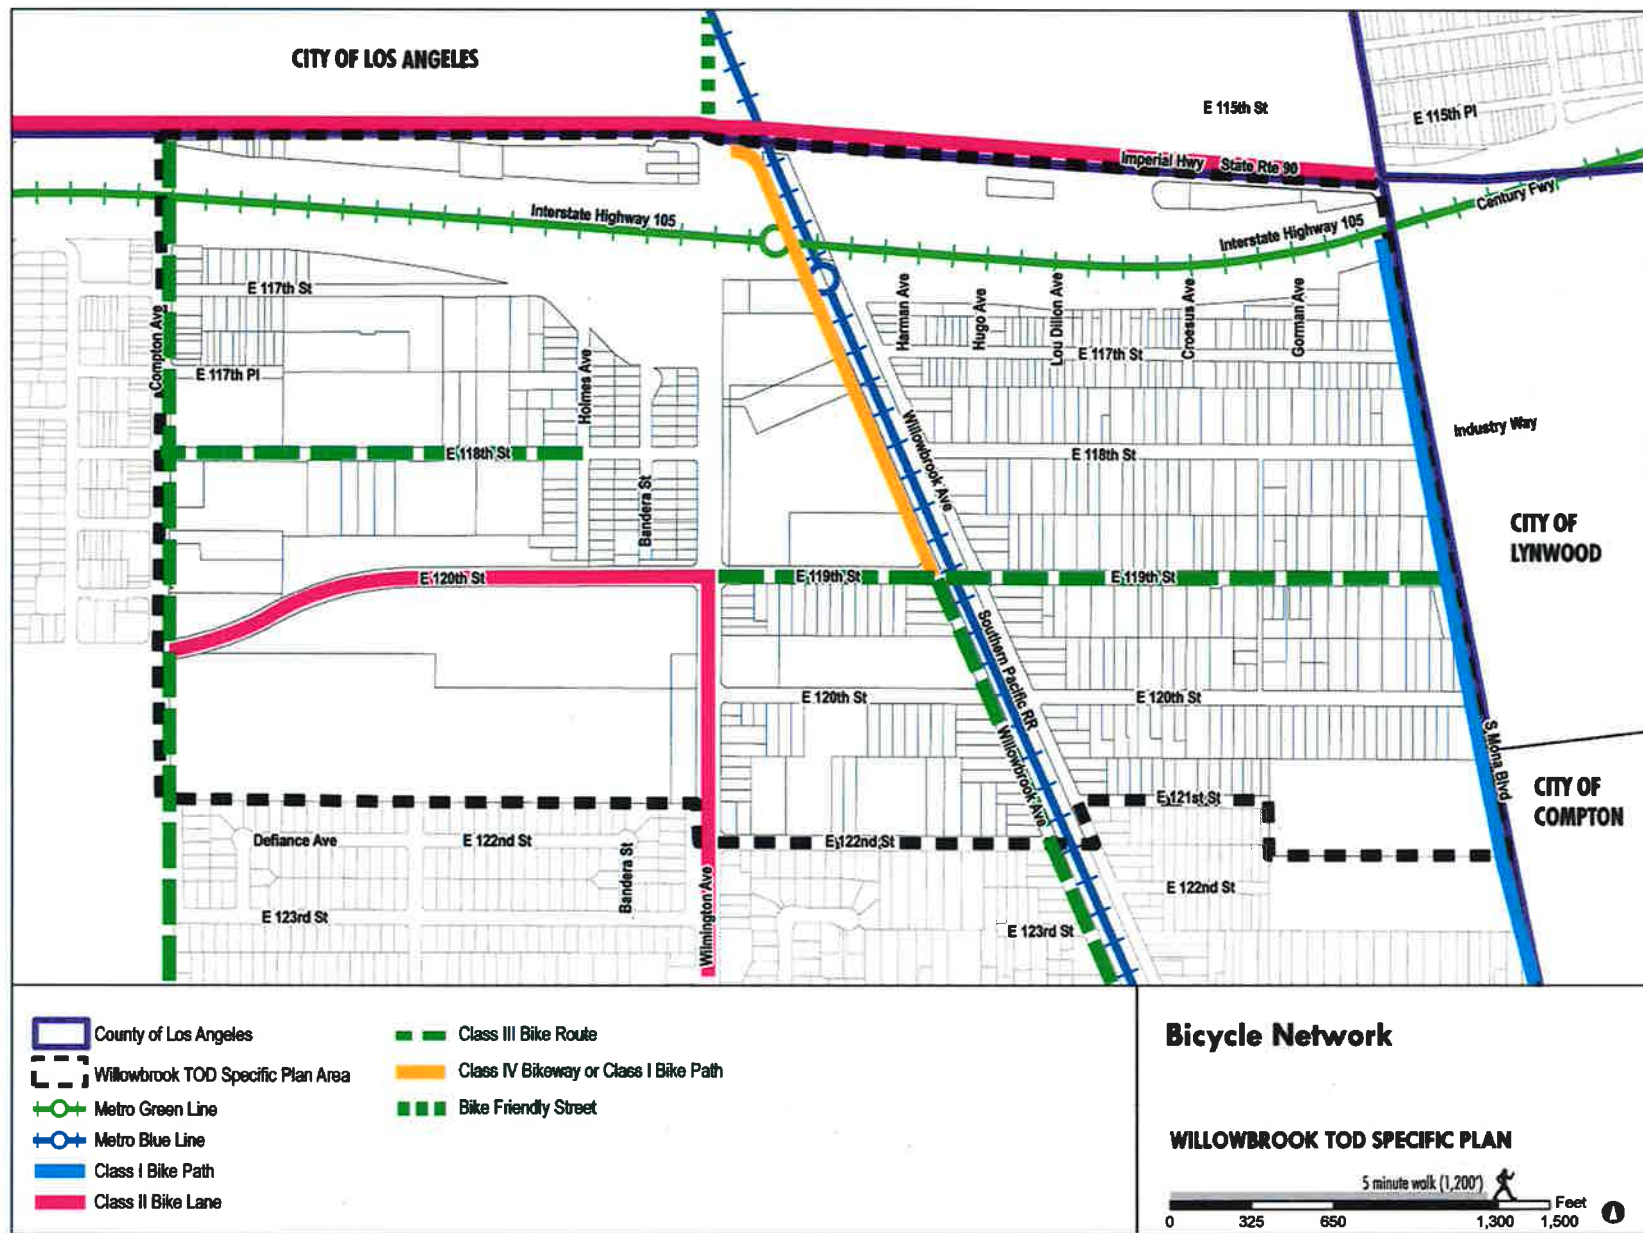 CITY OF LOS ANGELES
E 115th St
E 115th Pl
Imperial Hwy State Rte 90
Century Fwy
Interstate Highway 105
Interstate Highway 105
E 117th St
Compton Ave
E 117th Pl
Holmes Ave
Harman Ave
Hugo Ave
Lou Dillon Ave
Croesus Ave
Gorman Ave
E 117th St
Willowbrook Ave
Industry Way
E 118th St
E 118th St
Bandera St
CITY OF
LYNWOOD
E 120th St
E 119th St
E 119th St
Southern Pacific RR
E 120th St
E 120th St
Willowbrook Ave
S Mona Blvd
CITY OF
COMPTON
E 121st St
Defiance Ave
E 122nd St
E 122nd St
Bandera St
Wilmington Ave
E 122nd St
E 123rd St
E 123rd St
County of Los Angeles
Willowbrook TOD Specific Plan Area
Metro Green Line
Metro Blue Line
Class I Bike Path
Class II Bike Lane
Class III Bike Route
Class IV Bikeway or Class I Bike Path
Bike Friendly Street
Bicycle Network
WILLOWBROOK TOD SPECIFIC PLAN
5 minute walk (1,200')
Feet
0 325 650 1,300 1,500